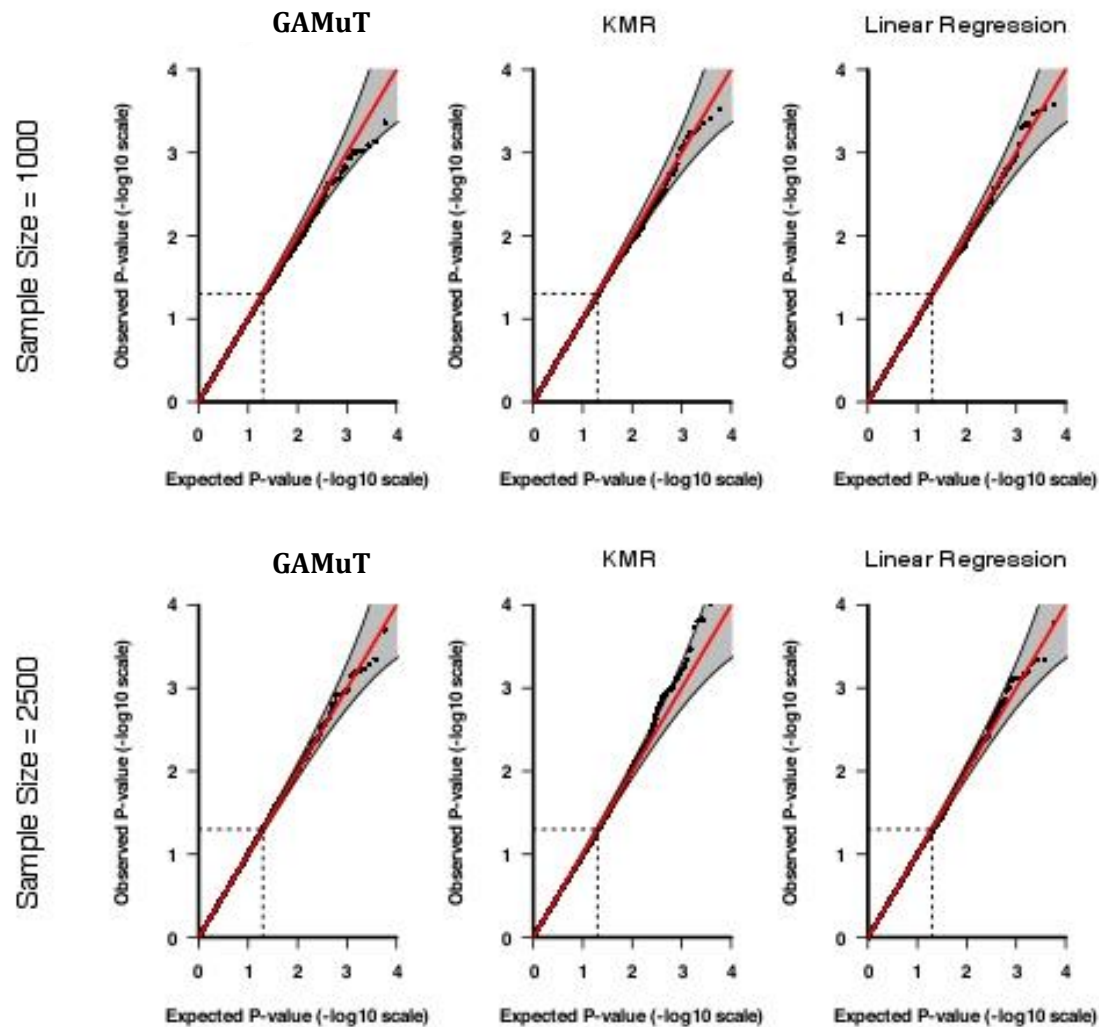 GAMuT KMR Linear Regression
Sample Size = 1000
Observed P-value (-log10 scale) Observed P-value (-log10 scale) Observed P-value (-log10 scale)
4 4 4
3 3 3
2 2 2
1 1 1
0 0 0
0 1 2 3 4 0 1 2 3 4 0 1 2 3 4
Expected P-value (-log10 scale) Expected P-value (-log10 scale) Expected P-value (-log10 scale)
GAMuT KMR Linear Regression
Sample Size = 2500
Observed P-value (-log10 scale) Observed P-value (-log10 scale) Observed P-value (-log10 scale)
4 4 4
3 3 3
2 2 2
1 1 1
0 0 0
0 1 2 3 4 0 1 2 3 4 0 1 2 3 4
Expected P-value (-log10 scale) Expected P-value (-log10 scale) Expected P-value (-log10 scale)